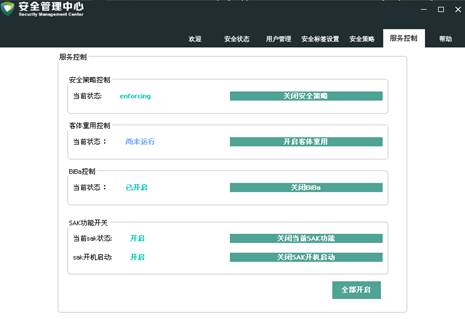 安全管理中心
Security Management Center
欢迎 安全状态 用户管理 安全标签设置 安全策略 服务控制 帮助
服务控制
安全策略控制
当前状态: enforcing 关闭安全策略
客体重用控制
当前状态： 尚未运行 开启客体重用
BiBa控制
当前状态： 已开启 关闭BiBa
SAK功能开关
当前sak状态: 开启 关闭当前SAK功能
sak开机启动: 开启 关闭SAK开机启动
全部开启